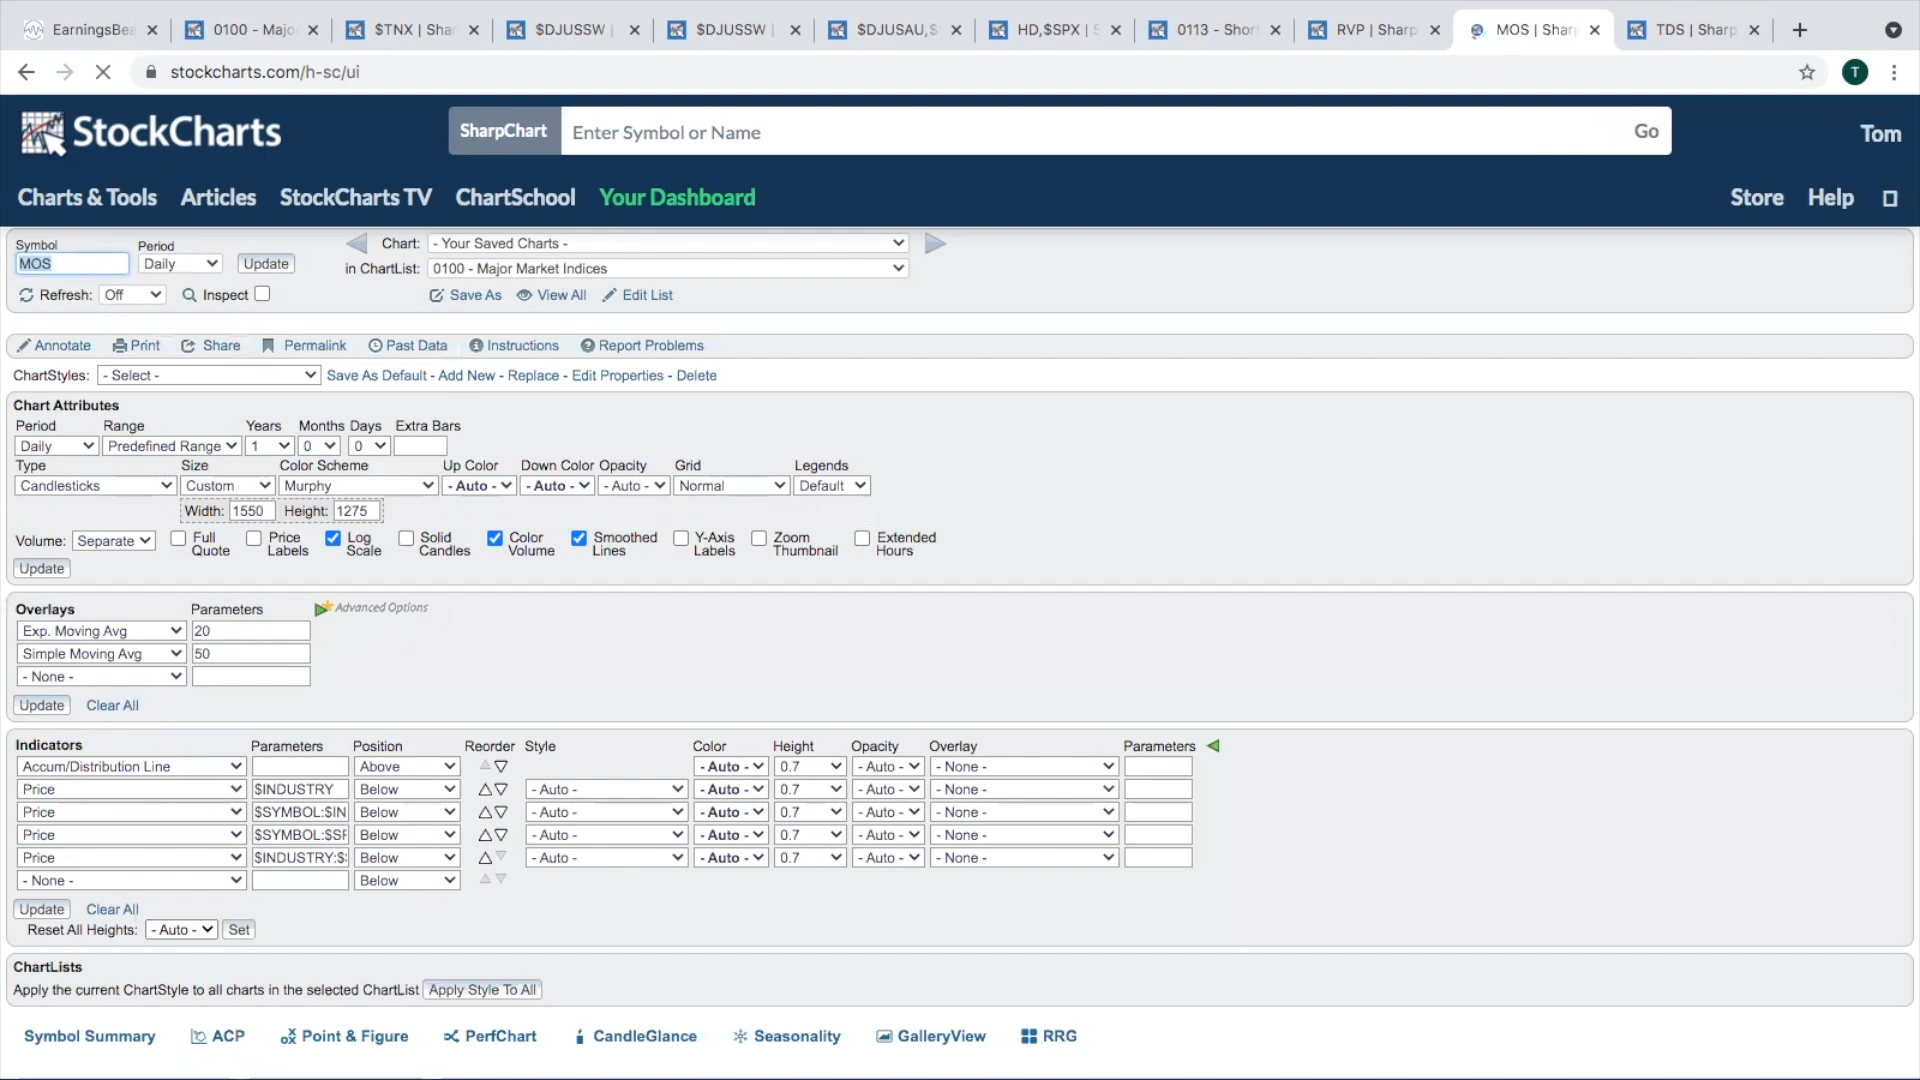 EarningsBea
0100 - Majo
$TNX | Shar
$DJUSSW |
$DJUSSW |
$DJUSAU,$
HD,$SPX | S
0113 - Short
RVP | Sharp
MOS | Sharp
TDS | Sharp
stockcharts.com/h-sc/ui
T
StockCharts
SharpChart
Enter Symbol or Name
Go
Tom
Charts & Tools
Articles
StockCharts TV
ChartSchool
Your Dashboard
Store
Help
Symbol
Period
Chart: - Your Saved Charts -
MOS
Daily
Update
in ChartList: 0100 - Major Market Indices
Refresh: Off
Inspect
Save As
View All
Edit List
Annotate
Print
Share
Permalink
Past Data
Instructions
Report Problems
ChartStyles: - Select -
Save As Default - Add New - Replace - Edit Properties - Delete
Chart Attributes
Period Range Years Months Days Extra Bars
Daily Predefined Range 1 0 0
Type Size Color Scheme Up Color Down Color Opacity Grid Legends
Candlesticks Custom Murphy - Auto - - Auto - - Auto - Normal Default
Width: 1550 Height: 1275
Volume: Separate Full Quote Price Labels Log Scale Solid Candles Color Volume Smoothed Lines Y-Axis Labels Zoom Thumbnail Extended Hours
Update
Overlays Parameters Advanced Options
Exp. Moving Avg 20
Simple Moving Avg 50
- None -
Update Clear All
Indicators Parameters Position Reorder Style Color Height Opacity Overlay Parameters
Accum/Distribution Line Above - Auto - 0.7 - Auto - - None -
Price $INDUSTRY Below - Auto - - Auto - 0.7 - Auto - - None -
Price $SYMBOL:$IN Below - Auto - - Auto - 0.7 - Auto - - None -
Price $SYMBOL:$SP Below - Auto - - Auto - 0.7 - Auto - - None -
Price $INDUSTRY:$ Below - Auto - - Auto - 0.7 - Auto - - None -
- None - Below
Update Clear All
Reset All Heights: - Auto - Set
ChartLists
Apply the current ChartStyle to all charts in the selected ChartList Apply Style To All
Symbol Summary
ACP
Point & Figure
PerfChart
CandleGlance
Seasonality
GalleryView
RRG